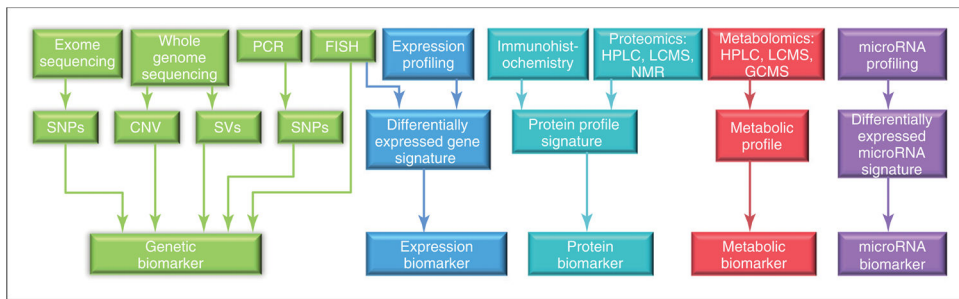 Exome
sequencing
Whole
genome
sequencing
PCR
FISH
Expression
profiling
Immunohist-
ochemistry
Proteomics:
HPLC, LCMS,
NMR
Metabolomics:
HPLC, LCMS,
GCMS
microRNA
profiling
SNPs
CNV
SVs
SNPs
Differentially
expressed gene
signature
Protein profile
signature
Metabolic
profile
Differentially
expressed
microRNA
signature
Genetic
biomarker
Expression
biomarker
Protein
biomarker
Metabolic
biomarker
microRNA
biomarker